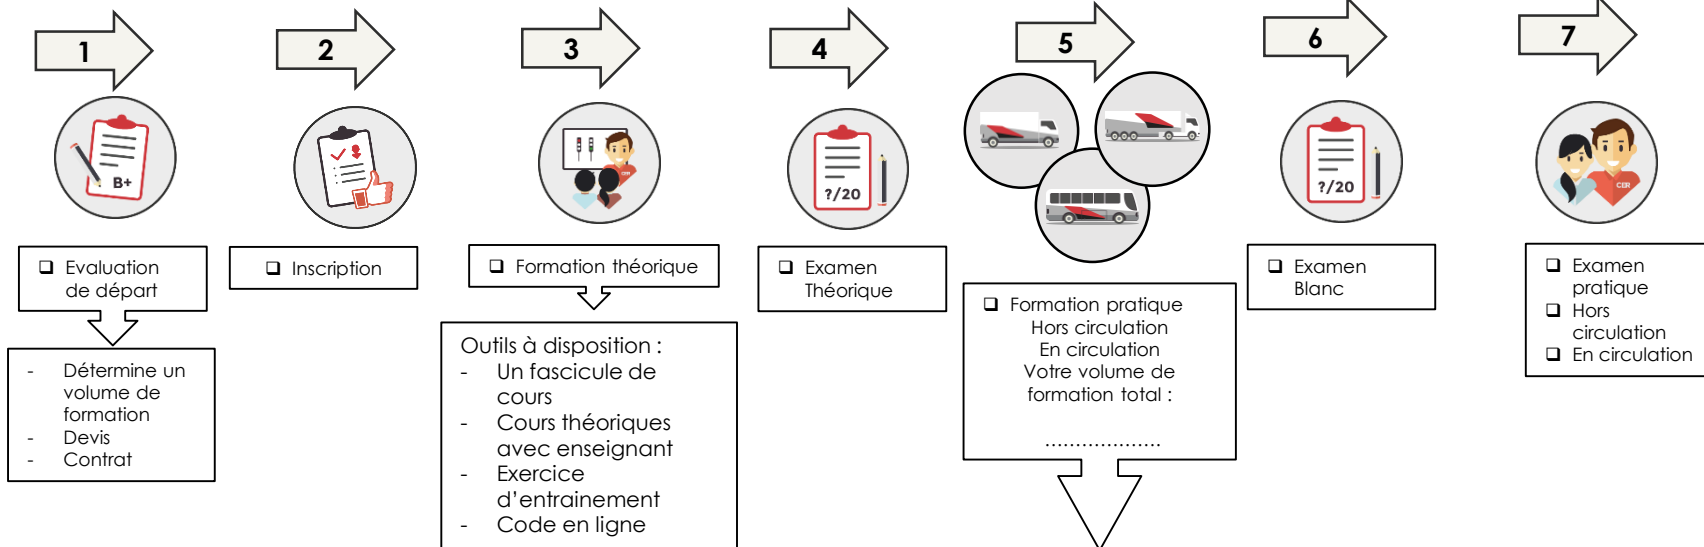 1
2
3
4
5
6
7
B+
?/20
?/20
CER
CER
❑ Evaluation
de départ
❑ Inscription
❑ Formation théorique
❑ Examen
Théorique
❑ Formation pratique
Hors circulation
En circulation
Votre volume de
formation total :
...................
❑ Examen
Blanc
❑ Examen
pratique
❑ Hors
circulation
❑ En circulation
- Détermine un
volume de
formation
- Devis
- Contrat
Outils à disposition :
- Un fascicule de
cours
- Cours théoriques
avec enseignant
- Exercice
d'entrainement
- Code en ligne